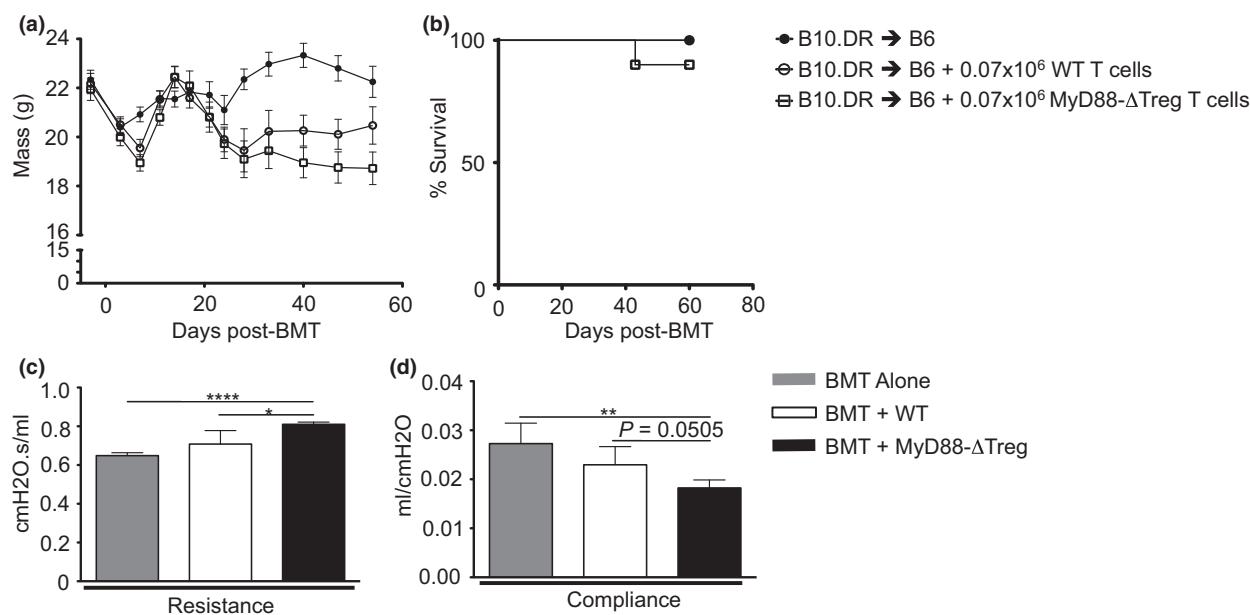 (a)
24
22
20
18
16
15
0
Mass (g)
0 20 40 60
Days post-BMT
(b)
100
50
0
% Survival
0 20 40 60 80
Days post-BMT
B10.DR ➔ B6
B10.DR ➔ B6 + 0.07x10⁶ WT T cells
B10.DR ➔ B6 + 0.07x10⁶ MyD88-ΔTreg T cells
(c)
1.0
0.8
0.6
0.4
0.2
0
cmH2O.s/ml
****
*
Resistance
(d)
0.04
0.03
0.02
0.01
0.00
ml/cmH2O
**
P = 0.0505
Compliance
BMT Alone
BMT + WT
BMT + MyD88-ΔTreg